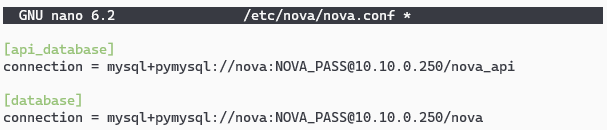 GNU nano 6.2 /etc/nova/nova.conf *
[api_database]
connection = mysql+pymysql://nova:NOVA_PASS@10.10.0.250/nova_api
[database]
connection = mysql+pymysql://nova:NOVA_PASS@10.10.0.250/nova